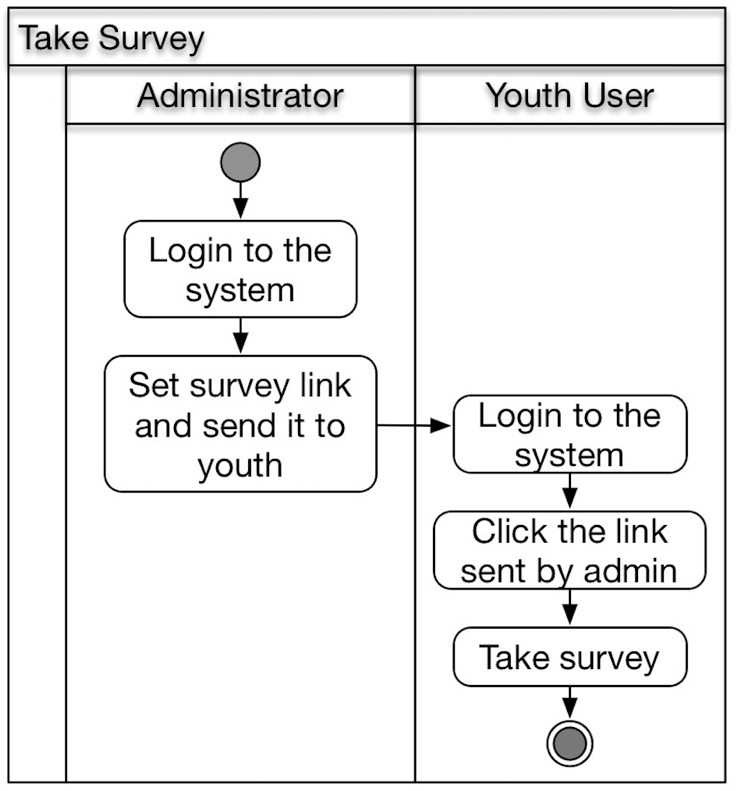 Take Survey
Administrator
Youth User
Login to the
system
Set survey link
and send it to
youth
Login to the
system
Click the link
sent by admin
Take survey